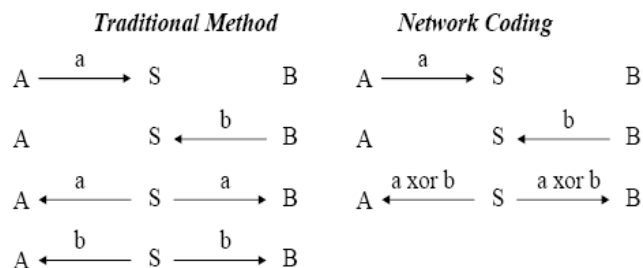 Traditional Method Network Coding
a a
A S B A S B
b b
A S B A S B
a a a xor b a xor b
A S B A S B
b b
A S B